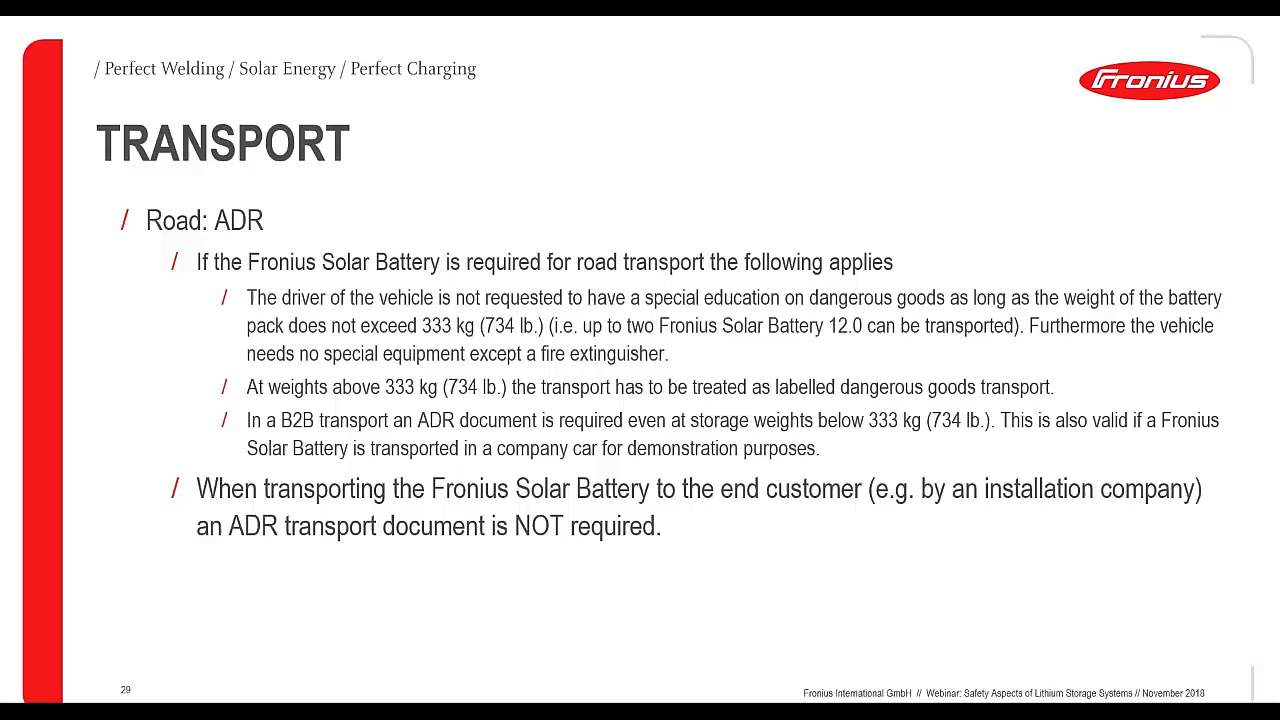 / Perfect Welding / Solar Energy / Perfect Charging
Fronius
TRANSPORT
/ Road: ADR
/ If the Fronius Solar Battery is required for road transport the following applies
/ The driver of the vehicle is not requested to have a special education on dangerous goods as long as the weight of the battery
pack does not exceed 333 kg (734 lb.) (i.e. up to two Fronius Solar Battery 12.0 can be transported). Furthermore the vehicle
needs no special equipment except a fire extinguisher.
/ At weights above 333 kg (734 lb.) the transport has to be treated as labelled dangerous goods transport.
/ In a B2B transport an ADR document is required even at storage weights below 333 kg (734 lb.). This is also valid if a Fronius
Solar Battery is transported in a company car for demonstration purposes.
/ When transporting the Fronius Solar Battery to the end customer (e.g. by an installation company)
an ADR transport document is NOT required.
29
Fronius International GmbH // Webinar: Safety Aspects of Lithium Storage Systems // November 2018